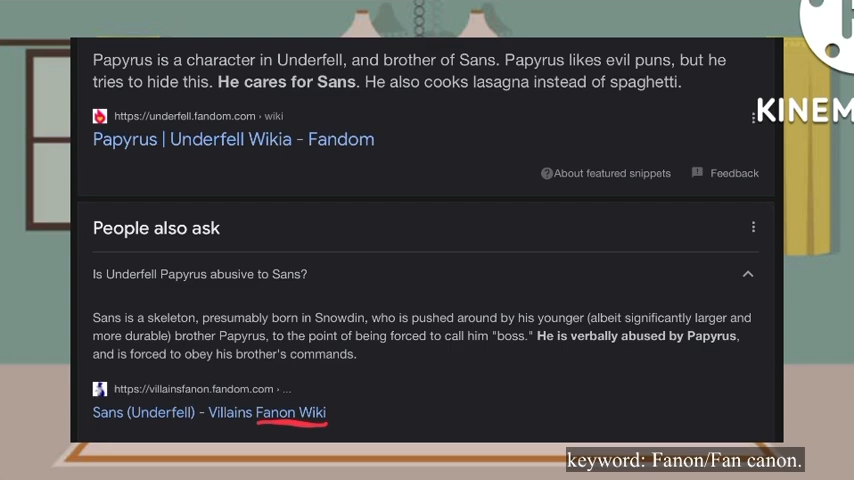 Papyrus is a character in Underfell, and brother of Sans. Papyrus likes evil puns, but he
tries to hide this. He cares for Sans. He also cooks lasagna instead of spaghetti.
https://underfell.fandom.com › wiki
KINEM
Papyrus | Underfell Wikia - Fandom
About featured snippets
Feedback
People also ask
Is Underfell Papyrus abusive to Sans?
Sans is a skeleton, presumably born in Snowdin, who is pushed around by his younger (albeit significantly larger and
more durable) brother Papyrus, to the point of being forced to call him "boss." He is verbally abused by Papyrus,
and is forced to obey his brother's commands.
https://villainsfanon.fandom.com › ...
Sans (Underfell) - Villains Fanon Wiki
keyword: Fanon/Fan canon.